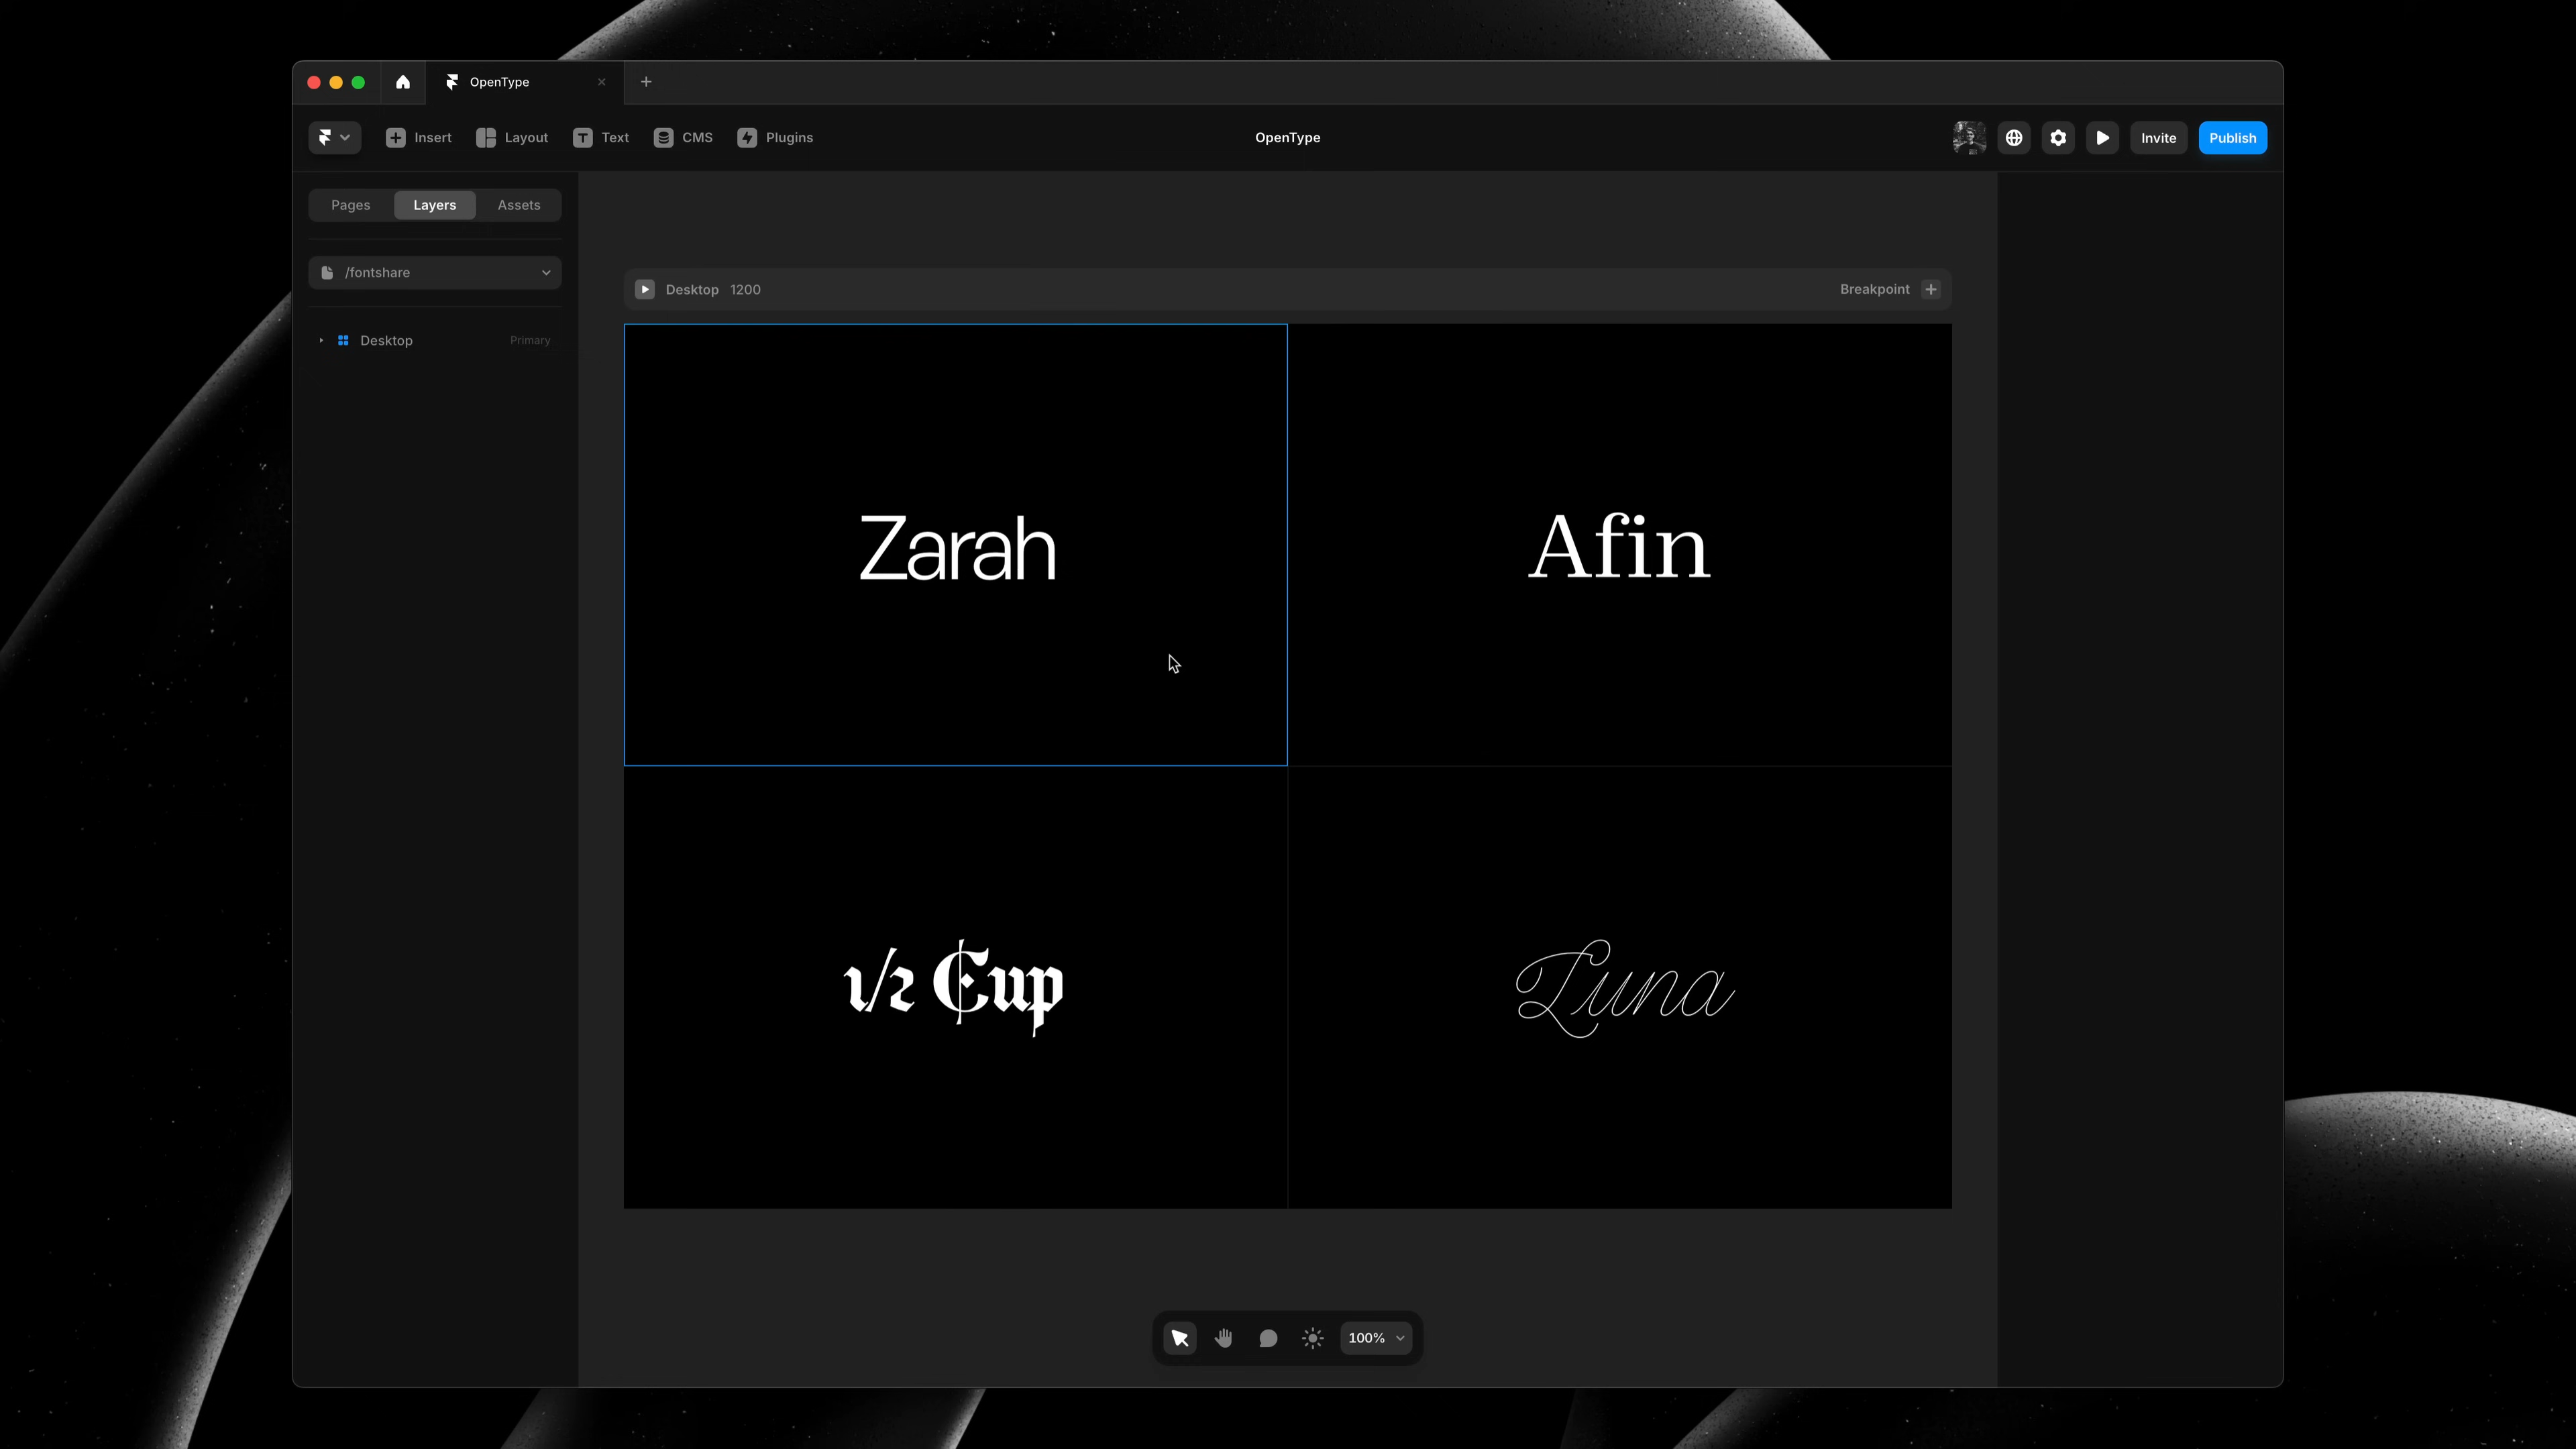 OpenType
Insert
Layout
Text
CMS
Plugins
OpenType
Invite
Publish
Pages
Layers
Assets
/fontshare
Desktop
Primary
Desktop 1200
Breakpoint
Zarah
Afin
1/2 Cup
Luna
100%